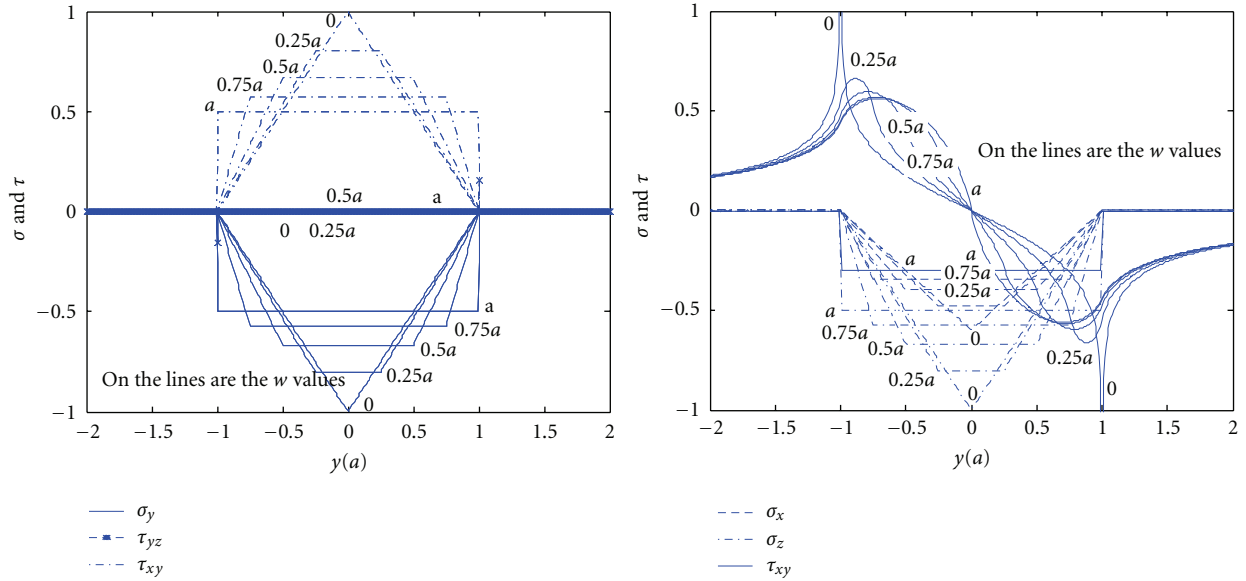 1
0.5
0
−0.5
−1
σ and τ
0
0.25a
0.5a
0.75a
a
0.5a
a
0 0.25a
a
0.75a
0.5a
0.25a
0
On the lines are the w values
−2 −1.5 −1 −0.5 0 0.5 1 1.5 2
y(a)
σy
τyz
τxy
1
0.5
0
−0.5
−1
σ and τ
0
0.25a
0.5a
0.75a
a
On the lines are the w values
a
a
0.75a
0.25a
0
a
0.75a
0.5a
0.25a
0
0.25a
0
−2 −1.5 −1 −0.5 0 0.5 1 1.5 2
y(a)
σx
σz
τxy